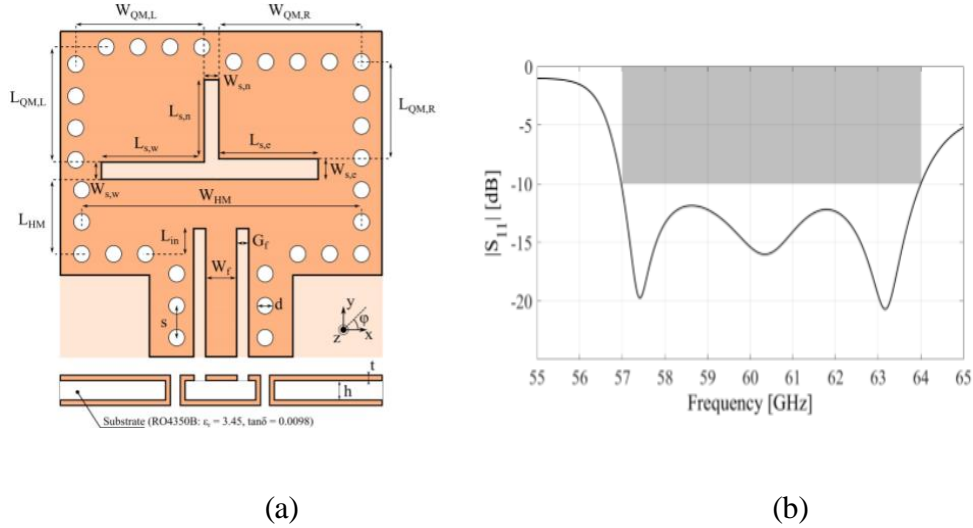 W_QM,L
W_QM,R
W_s,n
L_QM,L
L_s,n
L_QM,R
L_s,w
L_s,e
W_s,e
W_s,w
W_HM
L_HM
L_in
G_f
W_f
s
d
y
φ
z
x
t
h
Substrate (RO4350B: ε_r = 3.45, tanδ = 0.0098)
(a)
0
-5
-10
-15
-20
|S_11| [dB]
55 56 57 58 59 60 61 62 63 64 65
Frequency [GHz]
(b)